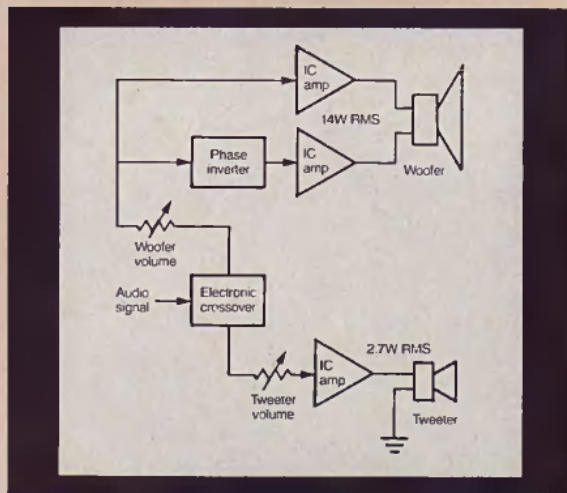 IC
amp
14W RMS
Phase
inverter
IC
amp
Woofer
Woofer
volume
Audio
signal
Electronic
crossover
2.7W RMS
IC
amp
Tweeter
volume
Tweeter